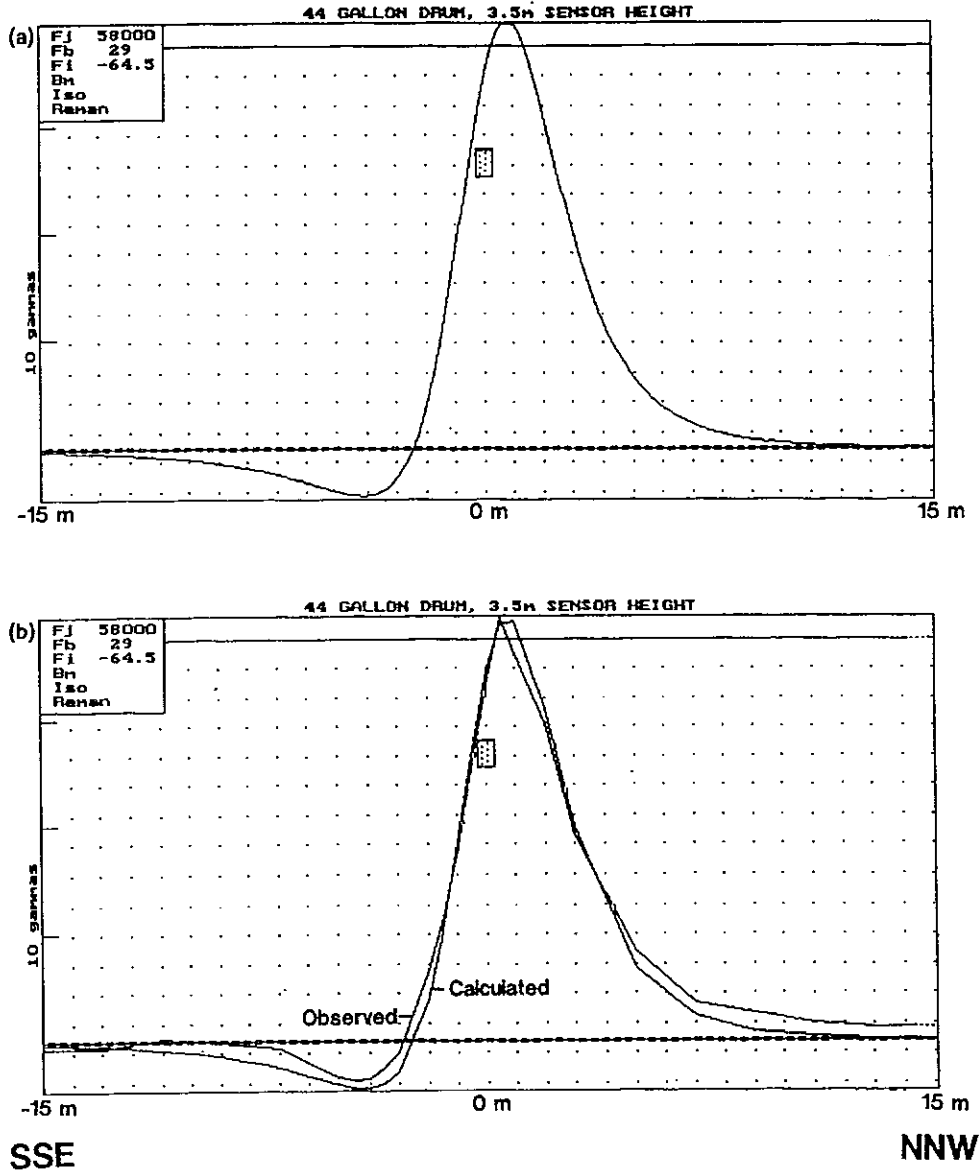 44 GALLON DRUM, 3.5m SENSOR HEIGHT
(a)
Fj 58000
Fb 29
Fi -64.5
Bm
Iso
Reman
10 gammas
-15 m
0 m
15 m
44 GALLON DRUM, 3.5m SENSOR HEIGHT
(b)
Fj 58000
Fb 29
Fi -64.5
Bm
Iso
Reman
10 gammas
Calculated
Observed
-15 m
0 m
15 m
SSE
NNW